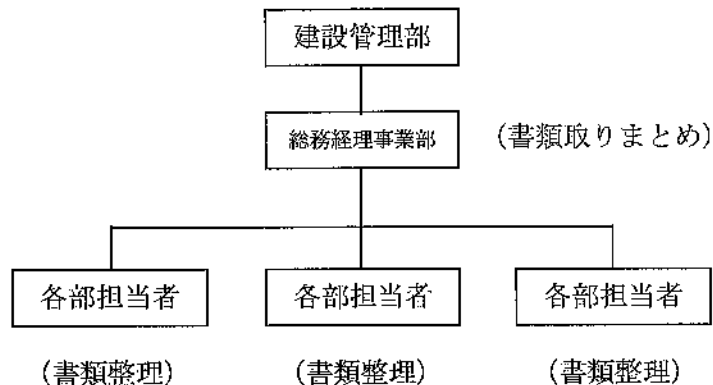 建設管理部
総務経理事業部 (書類取りまとめ)
各部担当者 各部担当者 各部担当者
(書類整理) (書類整理) (書類整理)